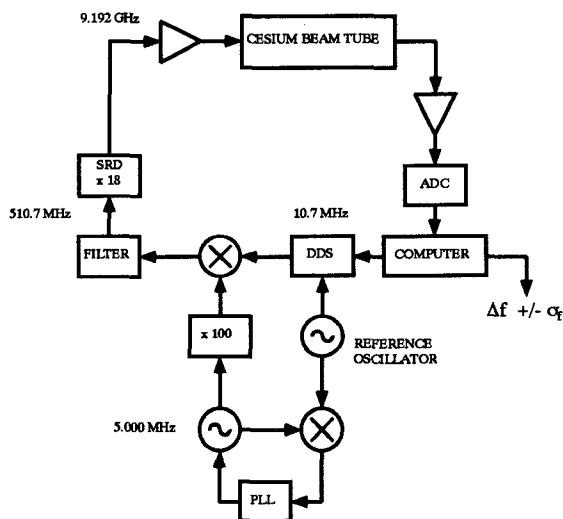 9.192 GHz
CESIUM BEAM TUBE
SRD
x 18
ADC
510.7 MHz
10.7 MHz
FILTER
DDS
COMPUTER
Δf +/- σf
x 100
REFERENCE
OSCILLATOR
5.000 MHz
PLL